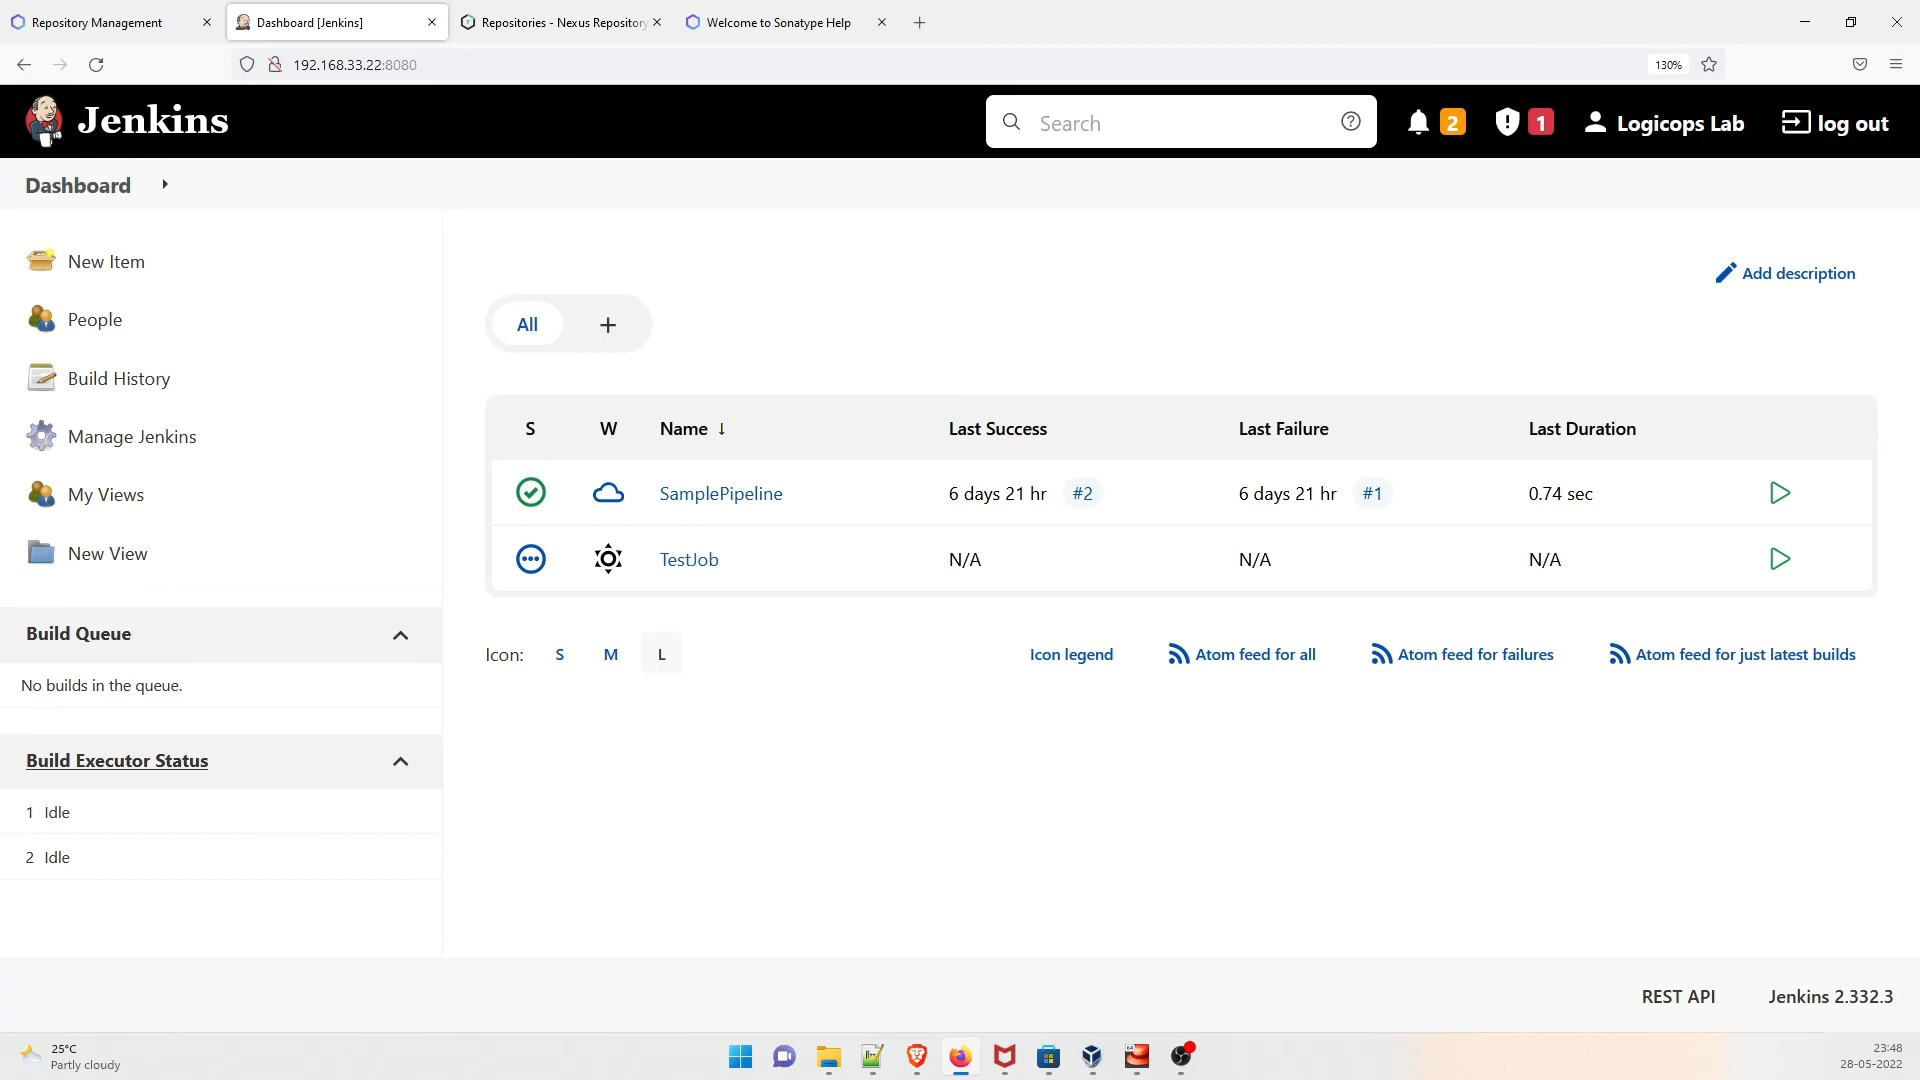 Repository Management
Dashboard [Jenkins]
Repositories - Nexus Repository
Welcome to Sonatype Help
192.168.33.22:8080
130%
Jenkins
Search
2
1
Logicops Lab
log out
Dashboard
New Item
People
Build History
Manage Jenkins
My Views
New View
Build Queue
No builds in the queue.
Build Executor Status
1 Idle
2 Idle
Add description
All +
S W Name ↓ Last Success Last Failure Last Duration
SamplePipeline 6 days 21 hr #2 6 days 21 hr #1 0.74 sec
TestJob N/A N/A N/A
Icon: S M L
Icon legend
Atom feed for all
Atom feed for failures
Atom feed for just latest builds
REST API
Jenkins 2.332.3
25°C
Partly cloudy
64
23:48
28-05-2022